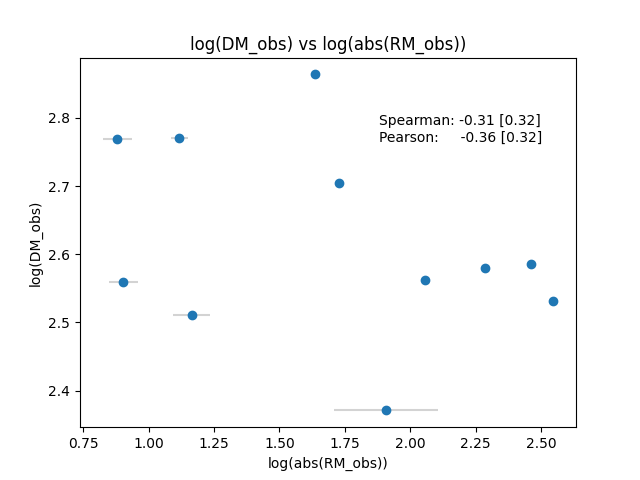 log(DM_obs) vs log(abs(RM_obs))
Spearman: -0.31 [0.32]
Pearson: -0.36 [0.32]
log(DM_obs)
2.8
2.7
2.6
2.5
2.4
0.75 1.00 1.25 1.50 1.75 2.00 2.25 2.50
log(abs(RM_obs))